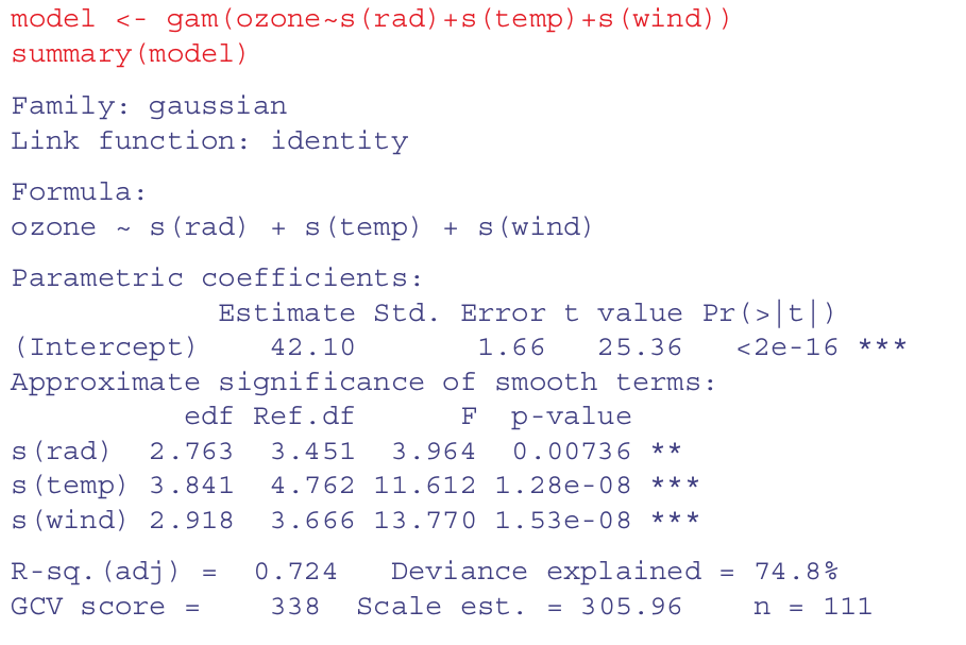 model <- gam(ozone~s(rad)+s(temp)+s(wind))
summary(model)
Family: gaussian
Link function: identity
Formula:
ozone ~ s(rad) + s(temp) + s(wind)
Parametric coefficients:
Estimate Std. Error t value Pr(>|t|)
(Intercept) 42.10 1.66 25.36 <2e-16 ***
Approximate significance of smooth terms:
edf Ref.df F p-value
s(rad) 2.763 3.451 3.964 0.00736 **
s(temp) 3.841 4.762 11.612 1.28e-08 ***
s(wind) 2.918 3.666 13.770 1.53e-08 ***
R-sq.(adj) = 0.724 Deviance explained = 74.8%
GCV score = 338 Scale est. = 305.96 n = 111